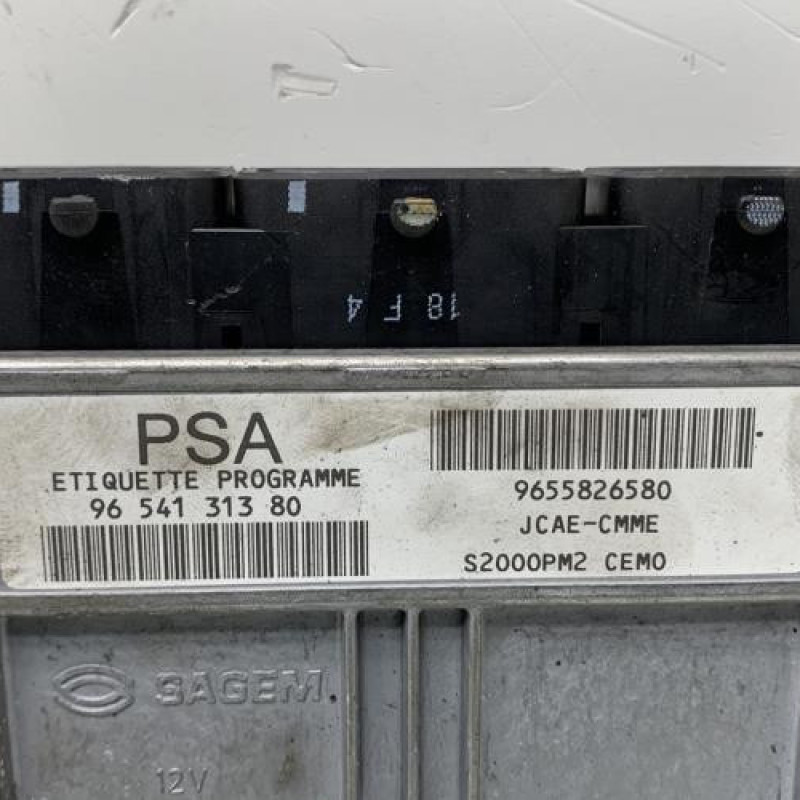 18 F 4
PSA
ETIQUETTE PROGRAMME
96 541 313 80
9655826580
JCAE-CMME
S2000PM2 CEMO
SAGEM
12V